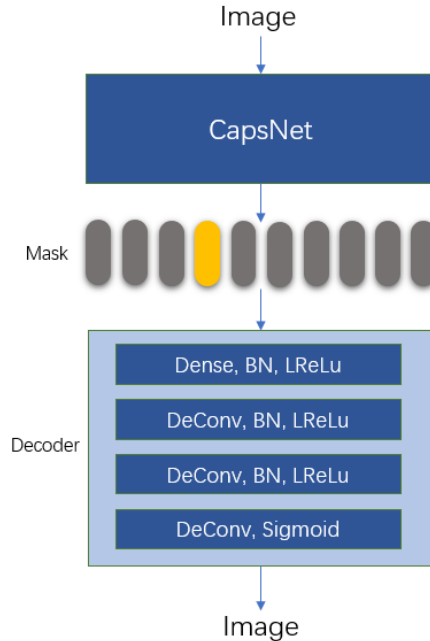 Image
CapsNet
Mask
Dense, BN, LReLu
DeConv, BN, LReLu
Decoder
DeConv, BN, LReLu
DeConv, Sigmoid
Image